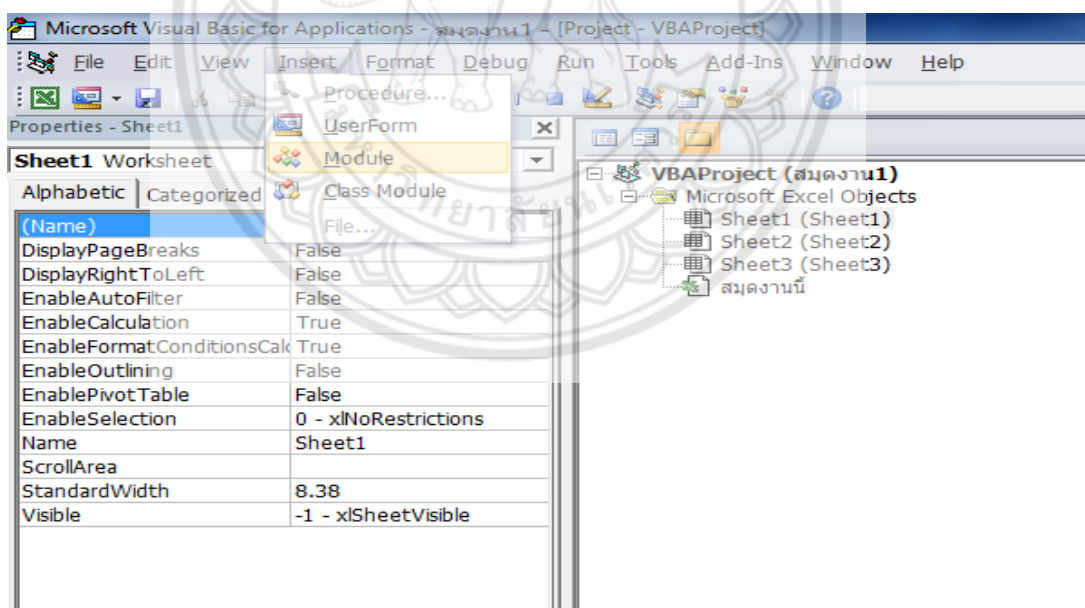 Microsoft Visual Basic for Applications - สมุดงาน1 - [Project - VBAProject]
File Edit View Insert Format Debug Run Tools Add-Ins Window Help
Procedure...
UserForm
Module
Class Module
File...
Properties - Sheet1
Sheet1 Worksheet
Alphabetic Categorized
(Name)
DisplayPageBreaks False
DisplayRightToLeft False
EnableAutoFilter False
EnableCalculation True
EnableFormatConditionsCalc True
EnableOutlining False
EnablePivotTable False
EnableSelection 0 - xlNoRestrictions
Name Sheet1
ScrollArea
StandardWidth 8.38
Visible -1 - xlSheetVisible
VBAProject (สมุดงาน1)
Microsoft Excel Objects
Sheet1 (Sheet1)
Sheet2 (Sheet2)
Sheet3 (Sheet3)
สมุดงานนี้